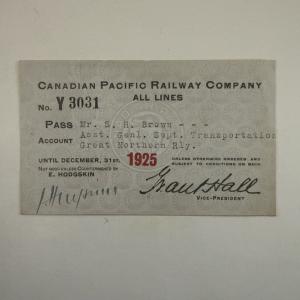 CANADIAN PACIFIC RAILWAY COMPANY
ALL LINES
No. Y 3031
PASS Mr. S. H. Brown - - -
ACCOUNT Asst. Genl. Supt. Transportation
Great Northern Rly.
UNTIL DECEMBER, 31ST. 1925
UNLESS OTHERWISE ORDERED AND
SUBJECT TO CONDITIONS ON BACK
NOT GOOD UNLESS COUNTERSIGNED BY
E. HODGSKIN
Grant Hall
VICE-PRESIDENT